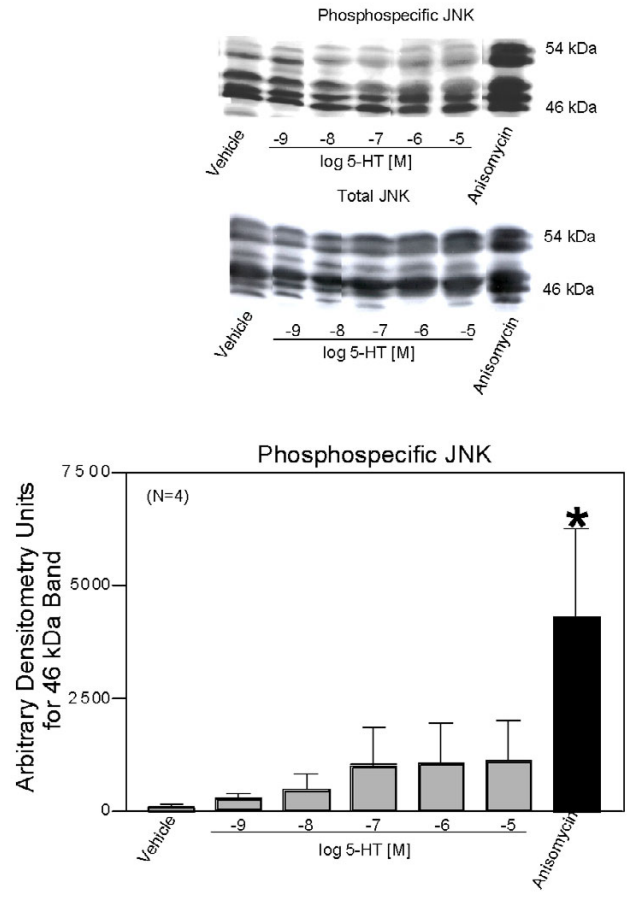 Phosphospecific JNK
54 kDa
46 kDa
Vehicle
-9 -8 -7 -6 -5
log 5-HT [M]
Anisomycin
Total JNK
54 kDa
46 kDa
Vehicle
-9 -8 -7 -6 -5
log 5-HT [M]
Anisomycin
Phosphospecific JNK
Arbitrary Densitometry Units
for 46 kDa Band
7500
(N=4)
*
5000
2500
0
Vehicle
-9 -8 -7 -6 -5
log 5-HT [M]
Anisomycin